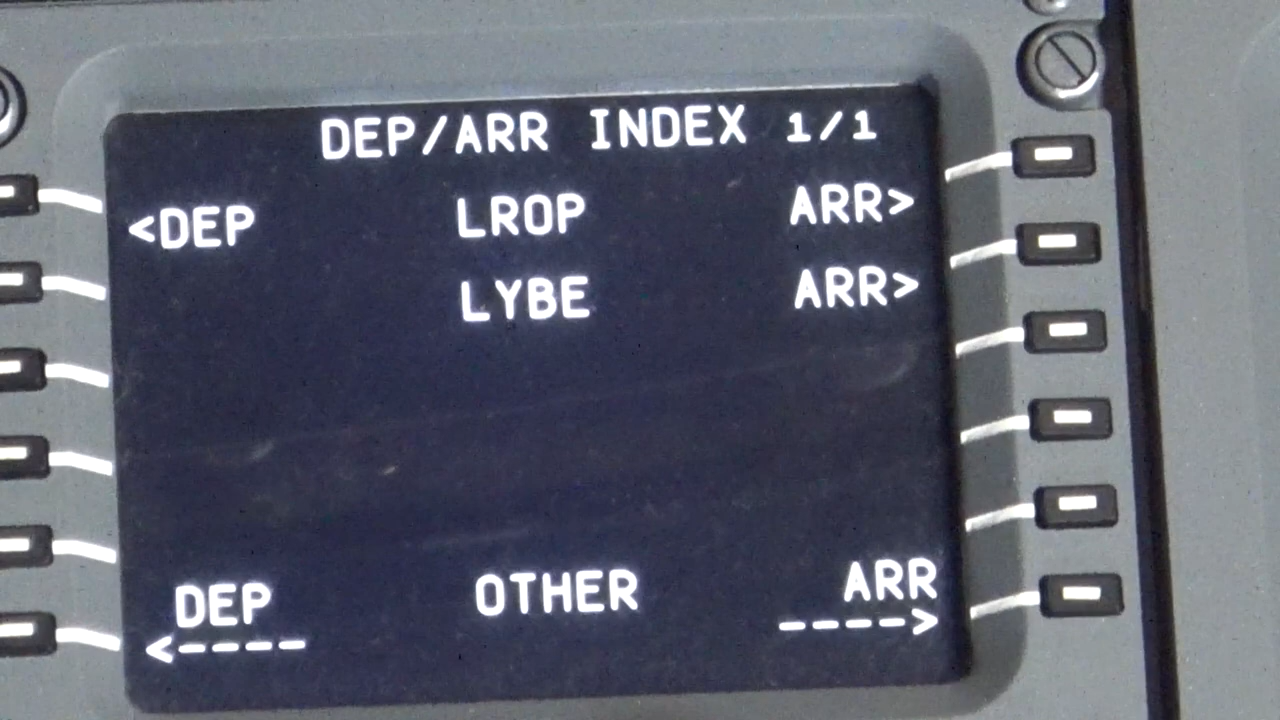 DEP/ARR INDEX 1/1
<DEP LROP ARR>
LYBE ARR>
DEP OTHER ARR
<---- ---->